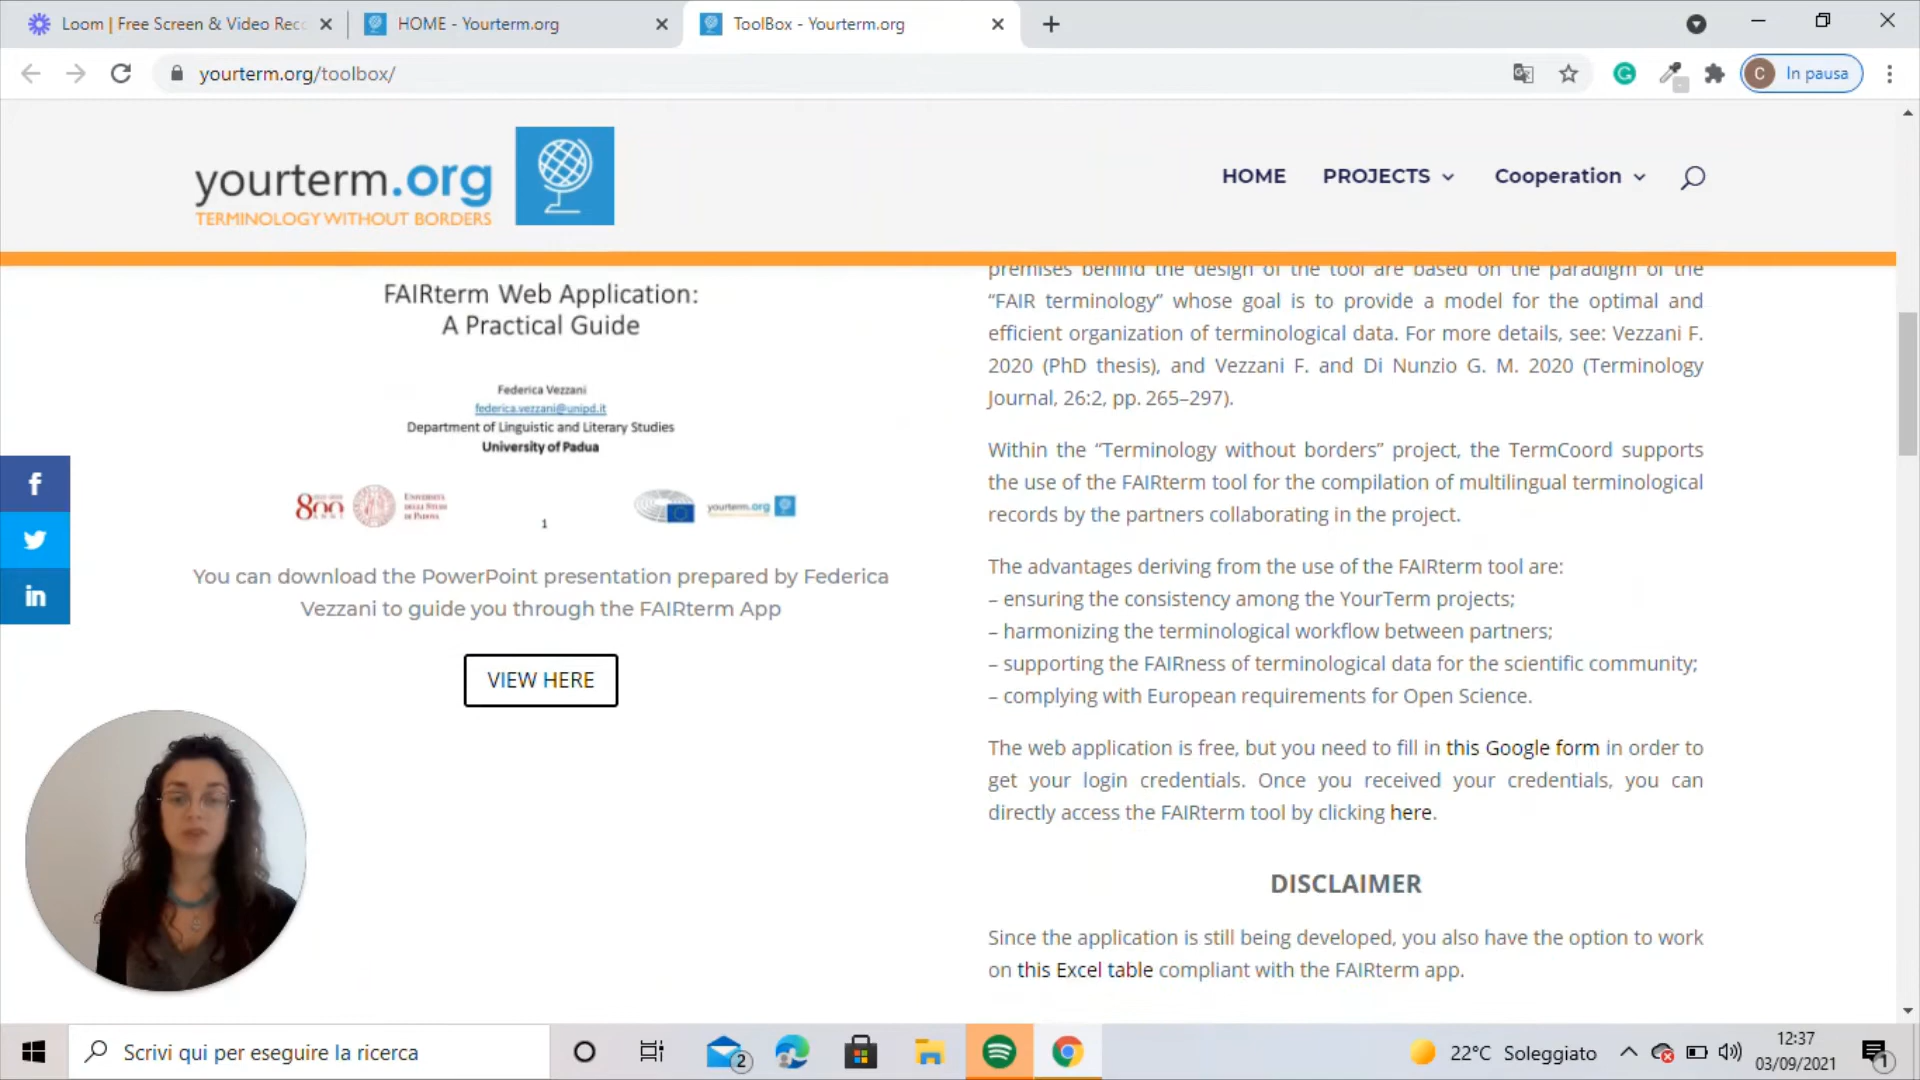 Loom | Free Screen & Video Rec
HOME - Yourterm.org
ToolBox - Yourterm.org
yourterm.org/toolbox/
C
In pausa
yourterm.org
TERMINOLOGY WITHOUT BORDERS
HOME
PROJECTS
Cooperation
FAIRterm Web Application:
A Practical Guide
Federica Vezzani
federica.vezzani@unipd.it
Department of Linguistic and Literary Studies
University of Padua
800
UNIVERSITÀ
DEGLI STUDI
DI PADOVA
yourterm.org
1
You can download the PowerPoint presentation prepared by Federica
Vezzani to guide you through the FAIRterm App
VIEW HERE
premises behind the design of the tool are based on the paradigm of the
“FAIR terminology” whose goal is to provide a model for the optimal and
efficient organization of terminological data. For more details, see: Vezzani F.
2020 (PhD thesis), and Vezzani F. and Di Nunzio G. M. 2020 (Terminology
Journal, 26:2, pp. 265–297).
Within the “Terminology without borders” project, the TermCoord supports
the use of the FAIRterm tool for the compilation of multilingual terminological
records by the partners collaborating in the project.
The advantages deriving from the use of the FAIRterm tool are:
– ensuring the consistency among the YourTerm projects;
– harmonizing the terminological workflow between partners;
– supporting the FAIRness of terminological data for the scientific community;
– complying with European requirements for Open Science.
The web application is free, but you need to fill in this Google form in order to
get your login credentials. Once you received your credentials, you can
directly access the FAIRterm tool by clicking here.
DISCLAIMER
Since the application is still being developed, you also have the option to work
on this Excel table compliant with the FAIRterm app.
Scrivi qui per eseguire la ricerca
2
22°C Soleggiato
12:37
03/09/2021
1